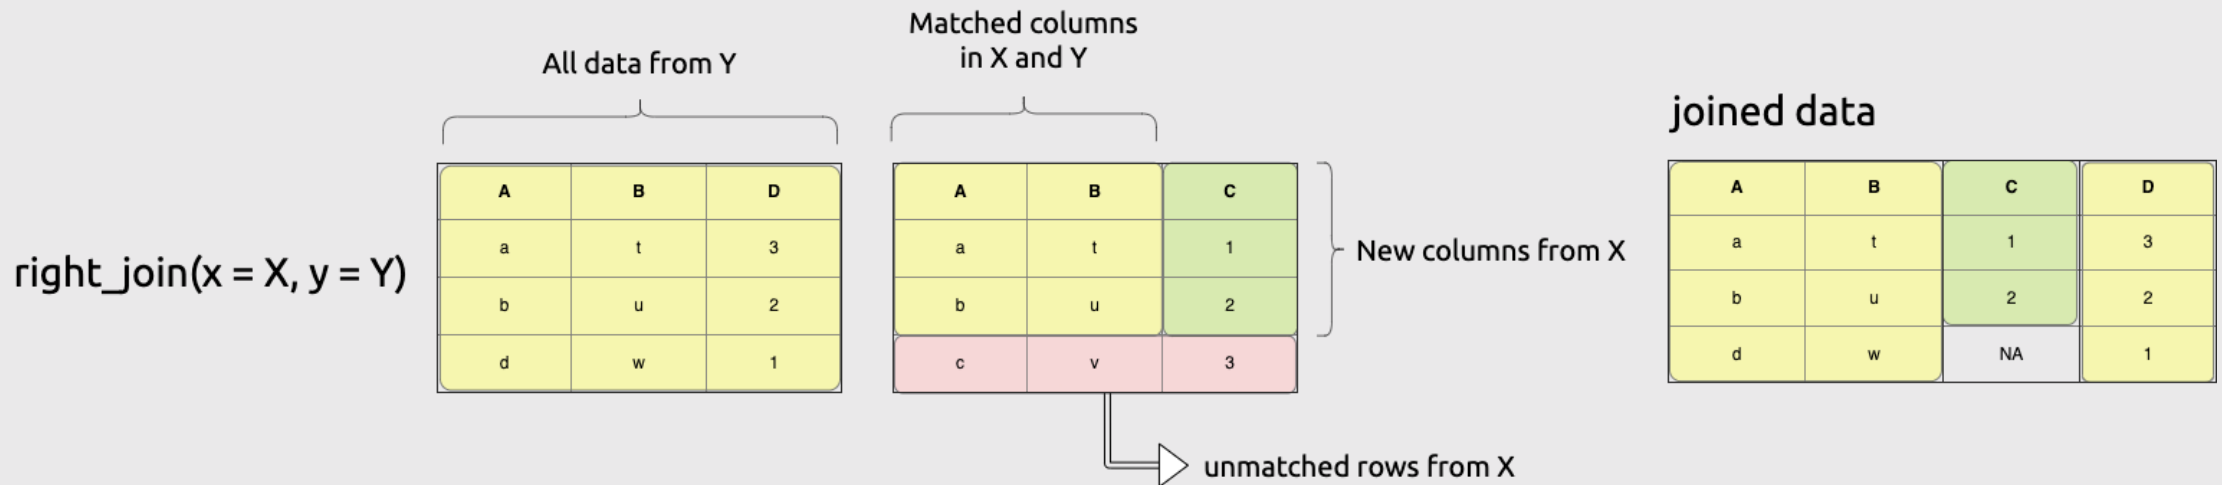 Matched columns
in X and Y
All data from Y
joined data
right_join(x = X, y = Y)
A B D
a t 3
b u 2
d w 1
A B C
a t 1
b u 2
c v 3
New columns from X
A B C D
a t 1 3
b u 2 2
d w NA 1
unmatched rows from X